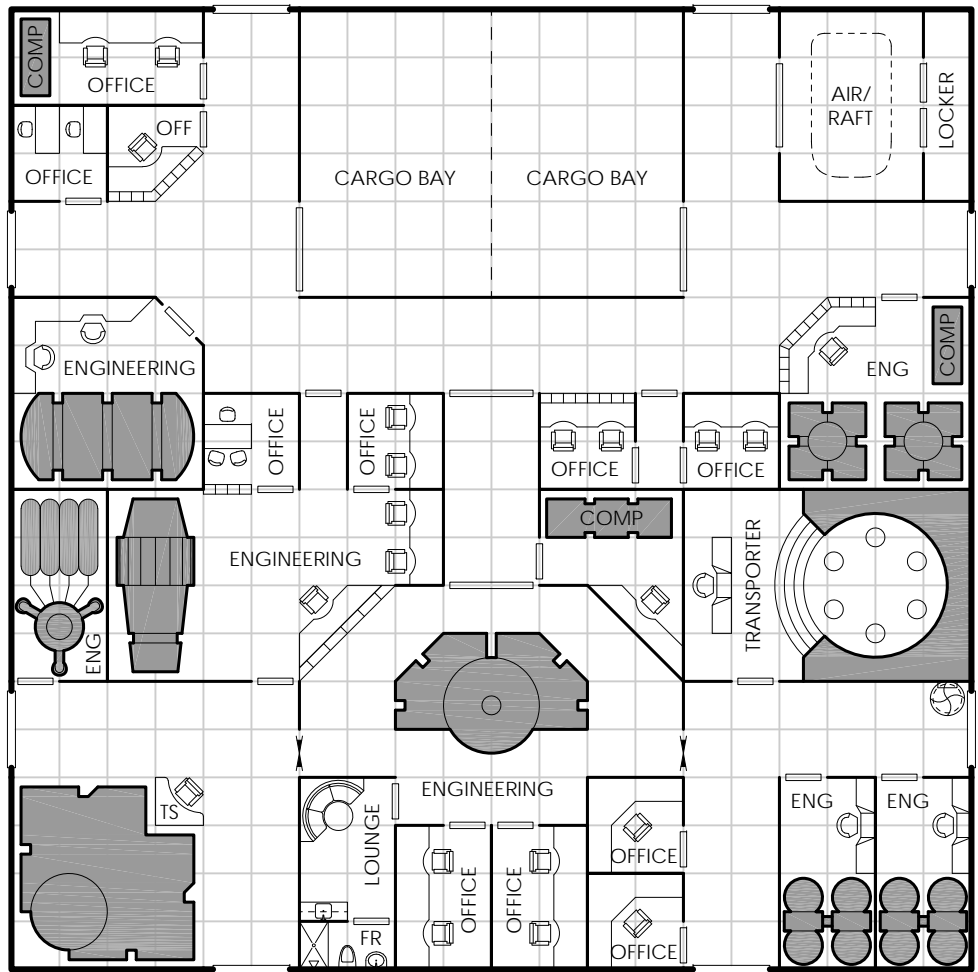 COMP
OFFICE
OFF
OFFICE
CARGO BAY
CARGO BAY
AIR/
RAFT
LOCKER
ENGINEERING
ENG
COMP
OFFICE
OFFICE
OFFICE
OFFICE
ENGINEERING
COMP
TRANSPORTER
ENG
ENGINEERING
TS
LOUNGE
OFFICE
OFFICE
OFFICE
ENG
ENG
FR
OFFICE